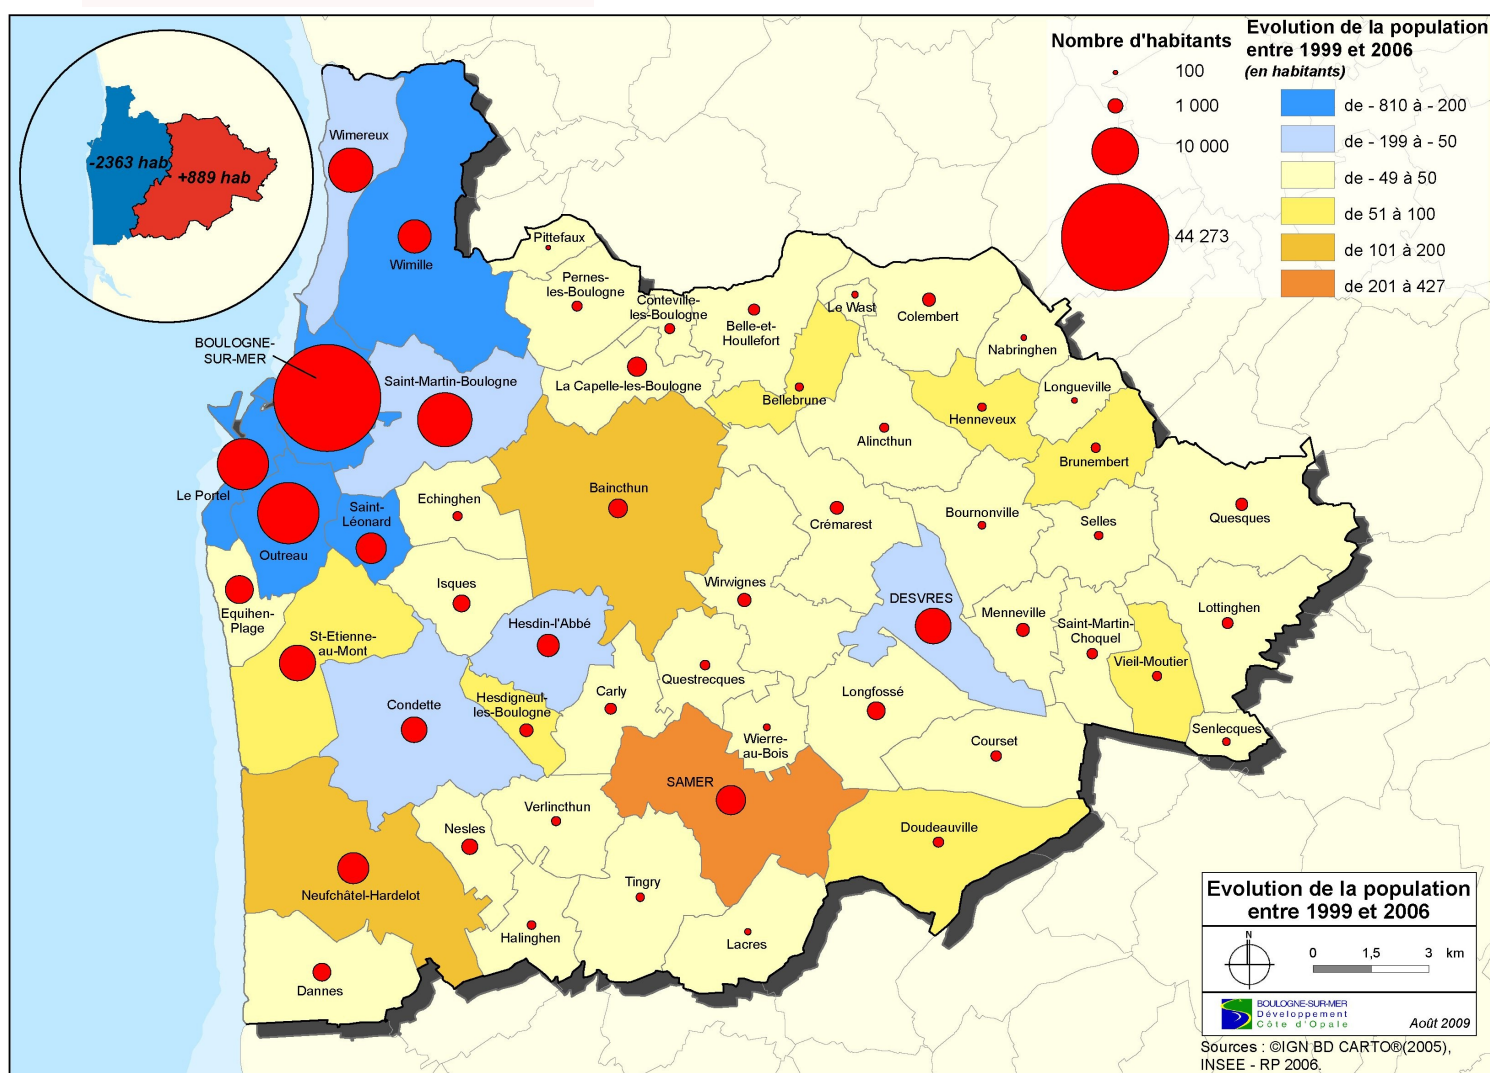 Nombre d'habitants
100
1 000
10 000
44 273
Evolution de la population
entre 1999 et 2006
(en habitants)
de - 810 à - 200
de - 199 à - 50
de - 49 à 50
de 51 à 100
de 101 à 200
de 201 à 427
-2363 hab
+889 hab
Wimereux
Wimille
Pittefaux
Pernes-
les-Boulogne
Conteville-
les-Boulogne
Belle-et-
Houllefort
Le Wast
Colembert
Nabringhen
BOULOGNE-
SUR-MER
Saint-Martin-Boulogne
La Capelle-les-Boulogne
Bellebrune
Longueville
Henneveux
Alincthun
Brunembert
Le Portel
Saint-
Léonard
Outreau
Echinghen
Baincthun
Crémarest
Bournonville
Selles
Quesques
Equihen-
Plage
Isques
Wirwignes
DESVRES
Menneville
Saint-Martin-
Choquel
Lottinghen
St-Etienne-
au-Mont
Hesdin-l'Abbé
Questrecques
Vieil-Moutier
Condette
Hesdigneul-
les-Boulogne
Carly
Longfossé
Wierre-
au-Bois
Courset
Senlecques
SAMER
Verlincthun
Nesles
Doudeauville
Neufchâtel-Hardelot
Tingry
Halinghen
Lacres
Dannes
Evolution de la population
entre 1999 et 2006
N
0 1,5 3 km
BOULOGNE-SUR-MER
Développement
Côte d'Opale
Août 2009
Sources : ©IGN BD CARTO®(2005),
INSEE - RP 2006.